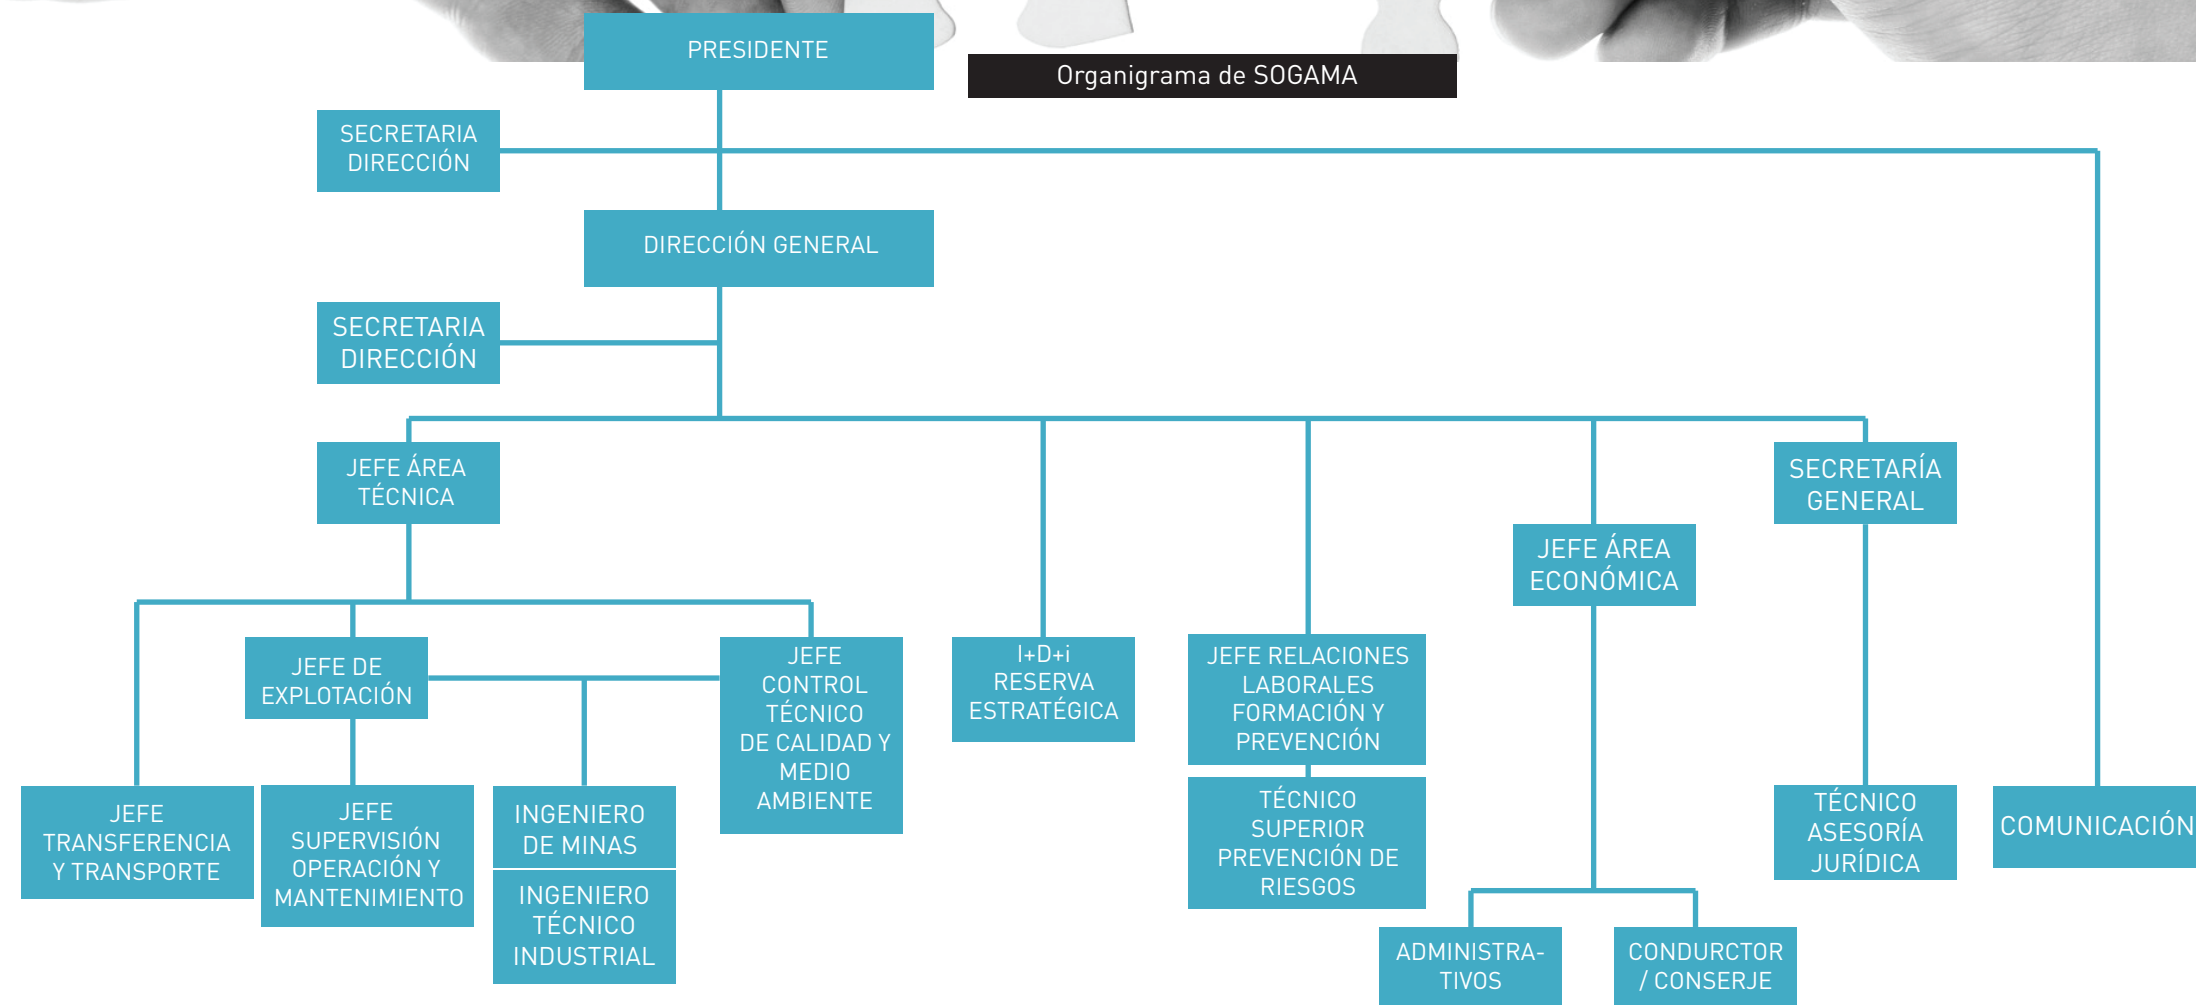 PRESIDENTE
Organigrama de SOGAMA
SECRETARIA
DIRECCIÓN
DIRECCIÓN GENERAL
SECRETARIA
DIRECCIÓN
JEFE ÁREA
TÉCNICA
SECRETARÍA
GENERAL
JEFE ÁREA
ECONÓMICA
JEFE DE
EXPLOTACIÓN
JEFE
CONTROL
TÉCNICO
DE CALIDAD Y
MEDIO
AMBIENTE
I+D+i
RESERVA
ESTRATÉGICA
JEFE RELACIONES
LABORALES
FORMACIÓN Y
PREVENCIÓN
JEFE
TRANSFERENCIA
Y TRANSPORTE
JEFE
SUPERVISIÓN
OPERACIÓN Y
MANTENIMIENTO
INGENIERO
DE MINAS
INGENIERO
TÉCNICO
INDUSTRIAL
TÉCNICO
SUPERIOR
PREVENCIÓN DE
RIESGOS
TÉCNICO
ASESORÍA
JURÍDICA
COMUNICACIÓN
ADMINISTRA-
TIVOS
CONDURCTOR
/ CONSERJE